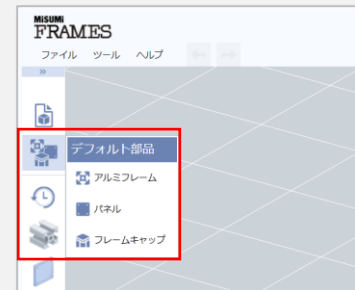 MiSUMi
FRAMES
ファイル ツール ヘルプ
»
デフォルト部品
アルミフレーム
パネル
フレームキャップ